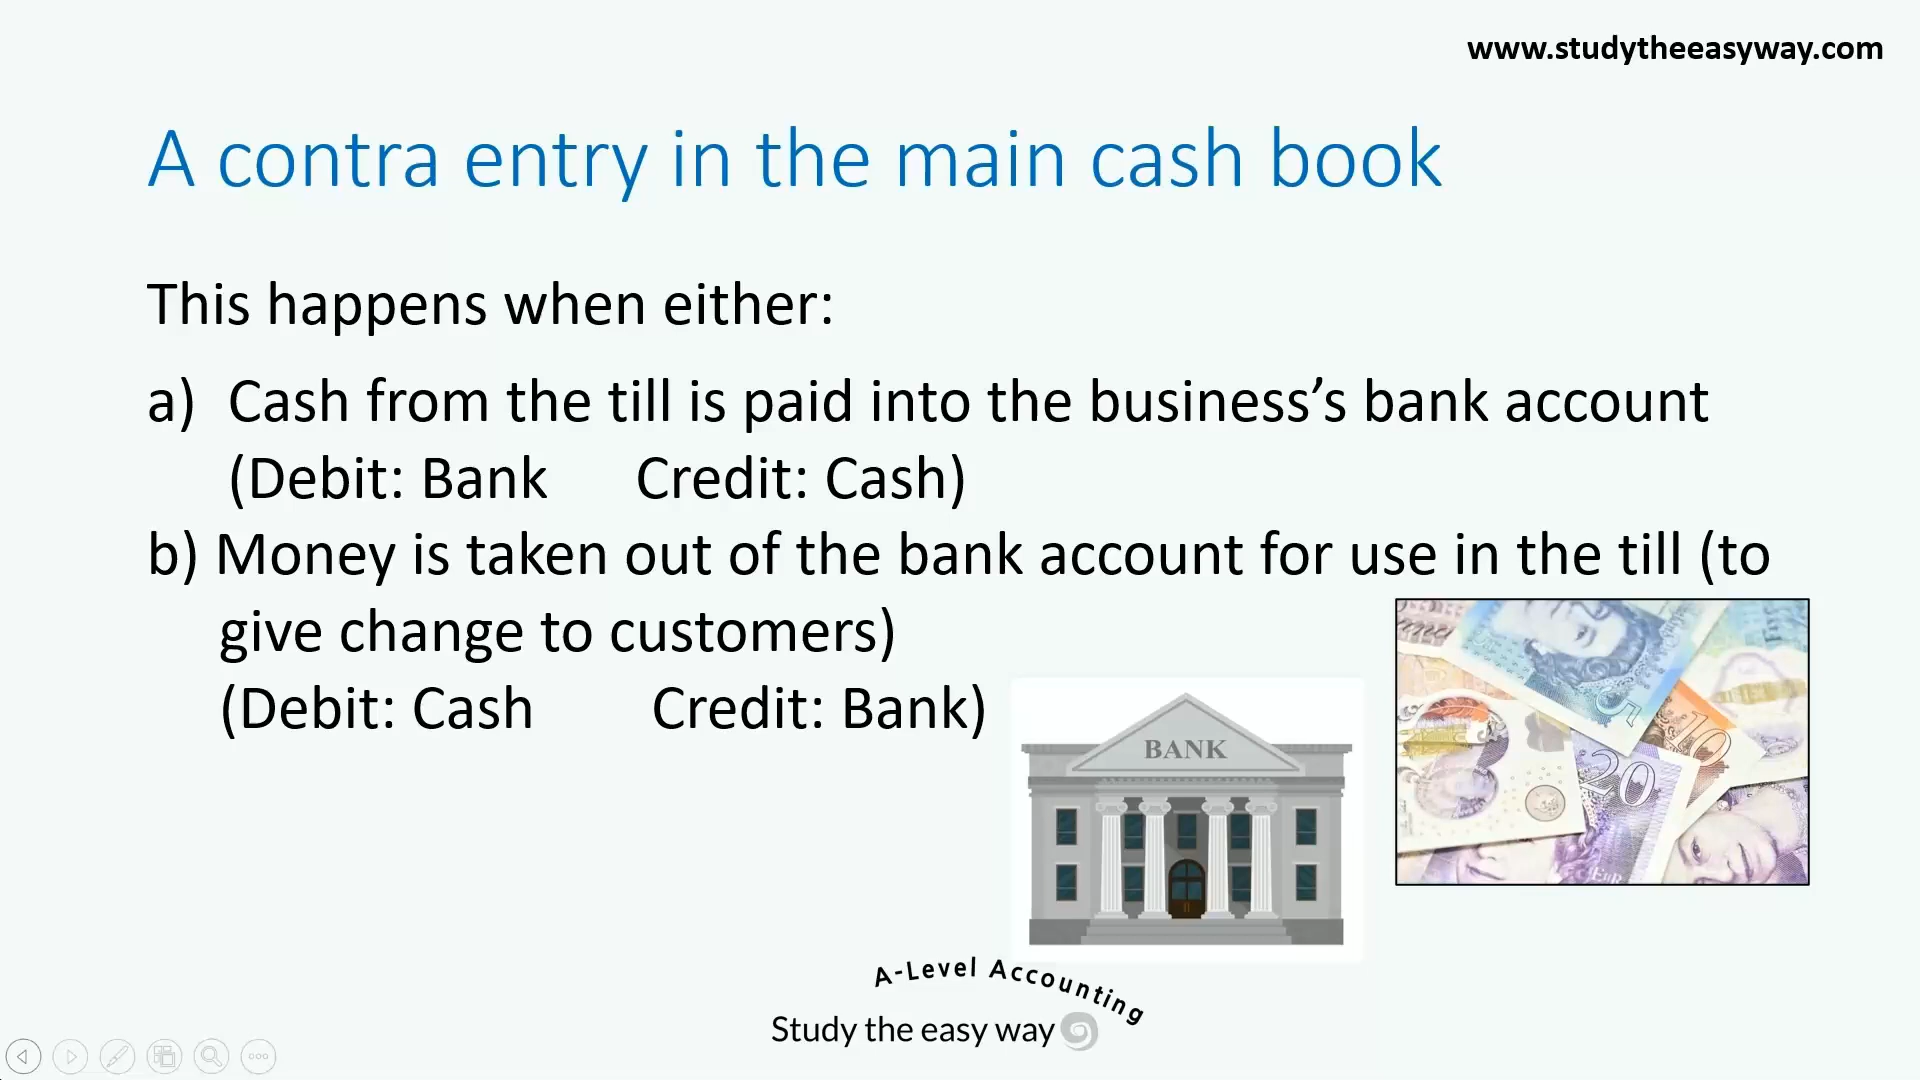 www.studytheeasyway.com
A contra entry in the main cash book
This happens when either:
a) Cash from the till is paid into the business’s bank account
(Debit: Bank Credit: Cash)
b) Money is taken out of the bank account for use in the till (to
give change to customers)
(Debit: Cash Credit: Bank)
BANK
5
10
20
A-Level Accounting
Study the easy way